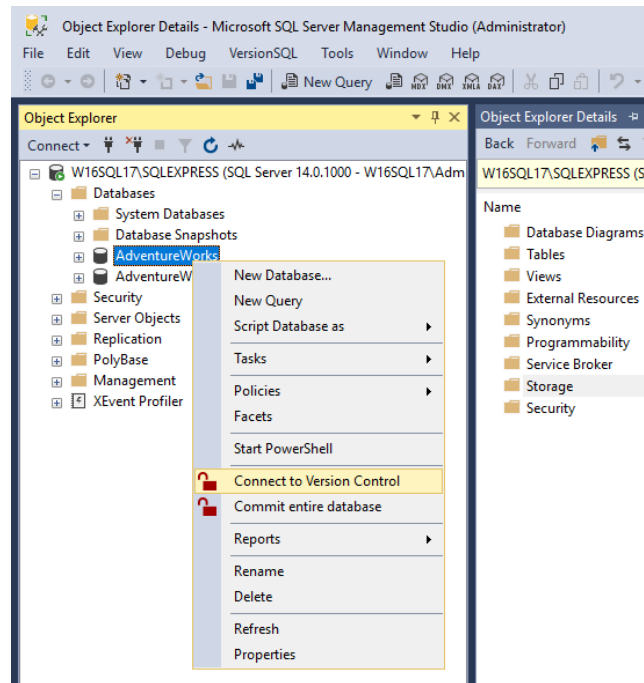 Object Explorer Details - Microsoft SQL Server Management Studio (Administrator)
File Edit View Debug VersionSQL Tools Window Help
New Query MDX DMX XMLA DAX
Object Explorer
Connect
W16SQL17\SQLEXPRESS (SQL Server 14.0.1000 - W16SQL17\Adm
Databases
System Databases
Database Snapshots
AdventureWorks
AdventureW
Security
Server Objects
Replication
PolyBase
Management
XEvent Profiler
New Database...
New Query
Script Database as
Tasks
Policies
Facets
Start PowerShell
Connect to Version Control
Commit entire database
Reports
Rename
Delete
Refresh
Properties
Object Explorer Details
Back Forward
W16SQL17\SQLEXPRESS (S
Name
Database Diagrams
Tables
Views
External Resources
Synonyms
Programmability
Service Broker
Storage
Security